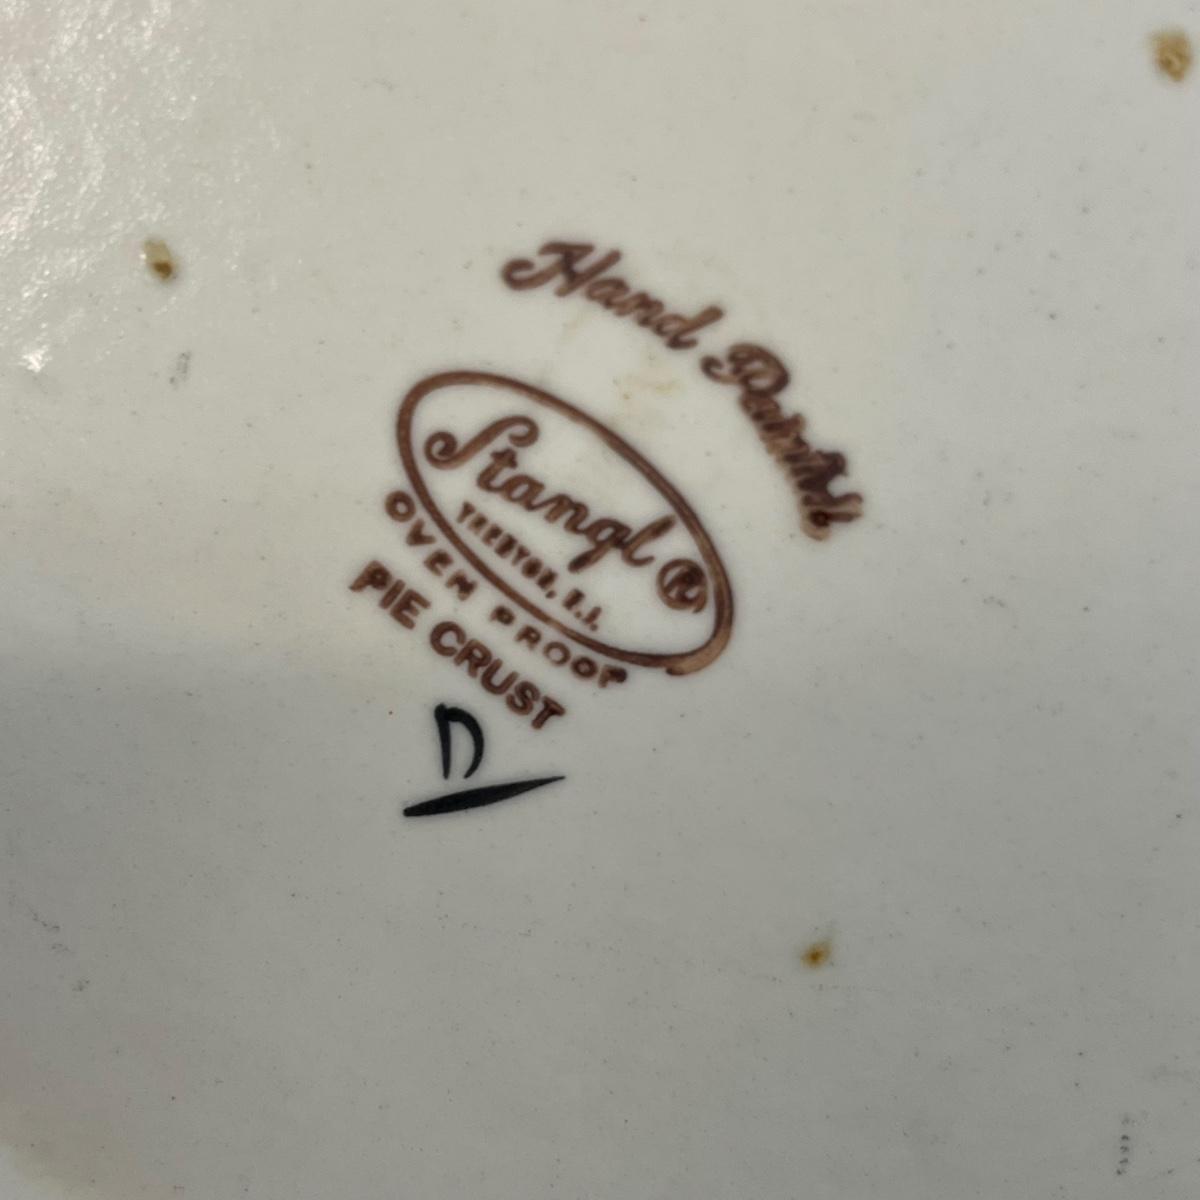 Hand Painted
Stangl ®
TRENTON, N.J.
OVEN PROOF
PIE CRUST
D